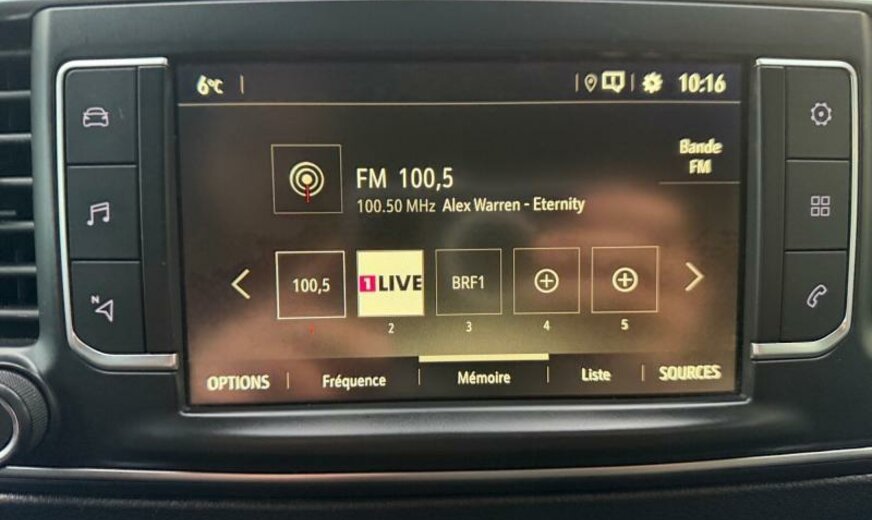 6°C
10:16
Bande
FM
FM 100,5
100.50 MHz Alex Warren - Eternity
100,5
1LIVE
BRF1
1
2
3
4
5
OPTIONS
Fréquence
Mémoire
Liste
SOURCES
N